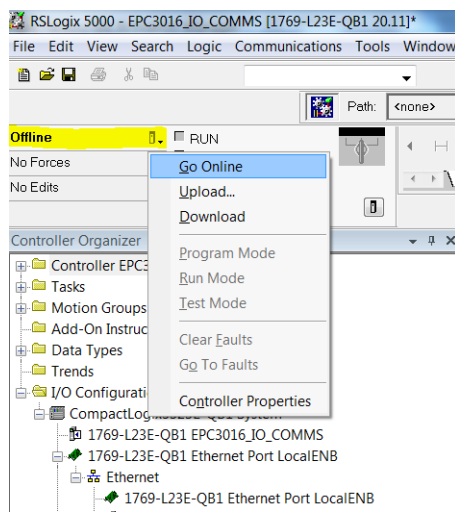 RSLogix 5000 - EPC3016_IO_COMMS [1769-L23E-QB1 20.11]*
File Edit View Search Logic Communications Tools Window
Path: <none>
Offline
RUN
No Forces
No Edits
Go Online
Upload...
Download
Program Mode
Run Mode
Test Mode
Clear Faults
Go To Faults
Controller Properties
Controller Organizer
Controller EPC3
Tasks
Motion Groups
Add-On Instruc
Data Types
Trends
I/O Configurati
1769-L23E-QB1 EPC3016_IO_COMMS
1769-L23E-QB1 Ethernet Port LocalENB
Ethernet
1769-L23E-QB1 Ethernet Port LocalENB